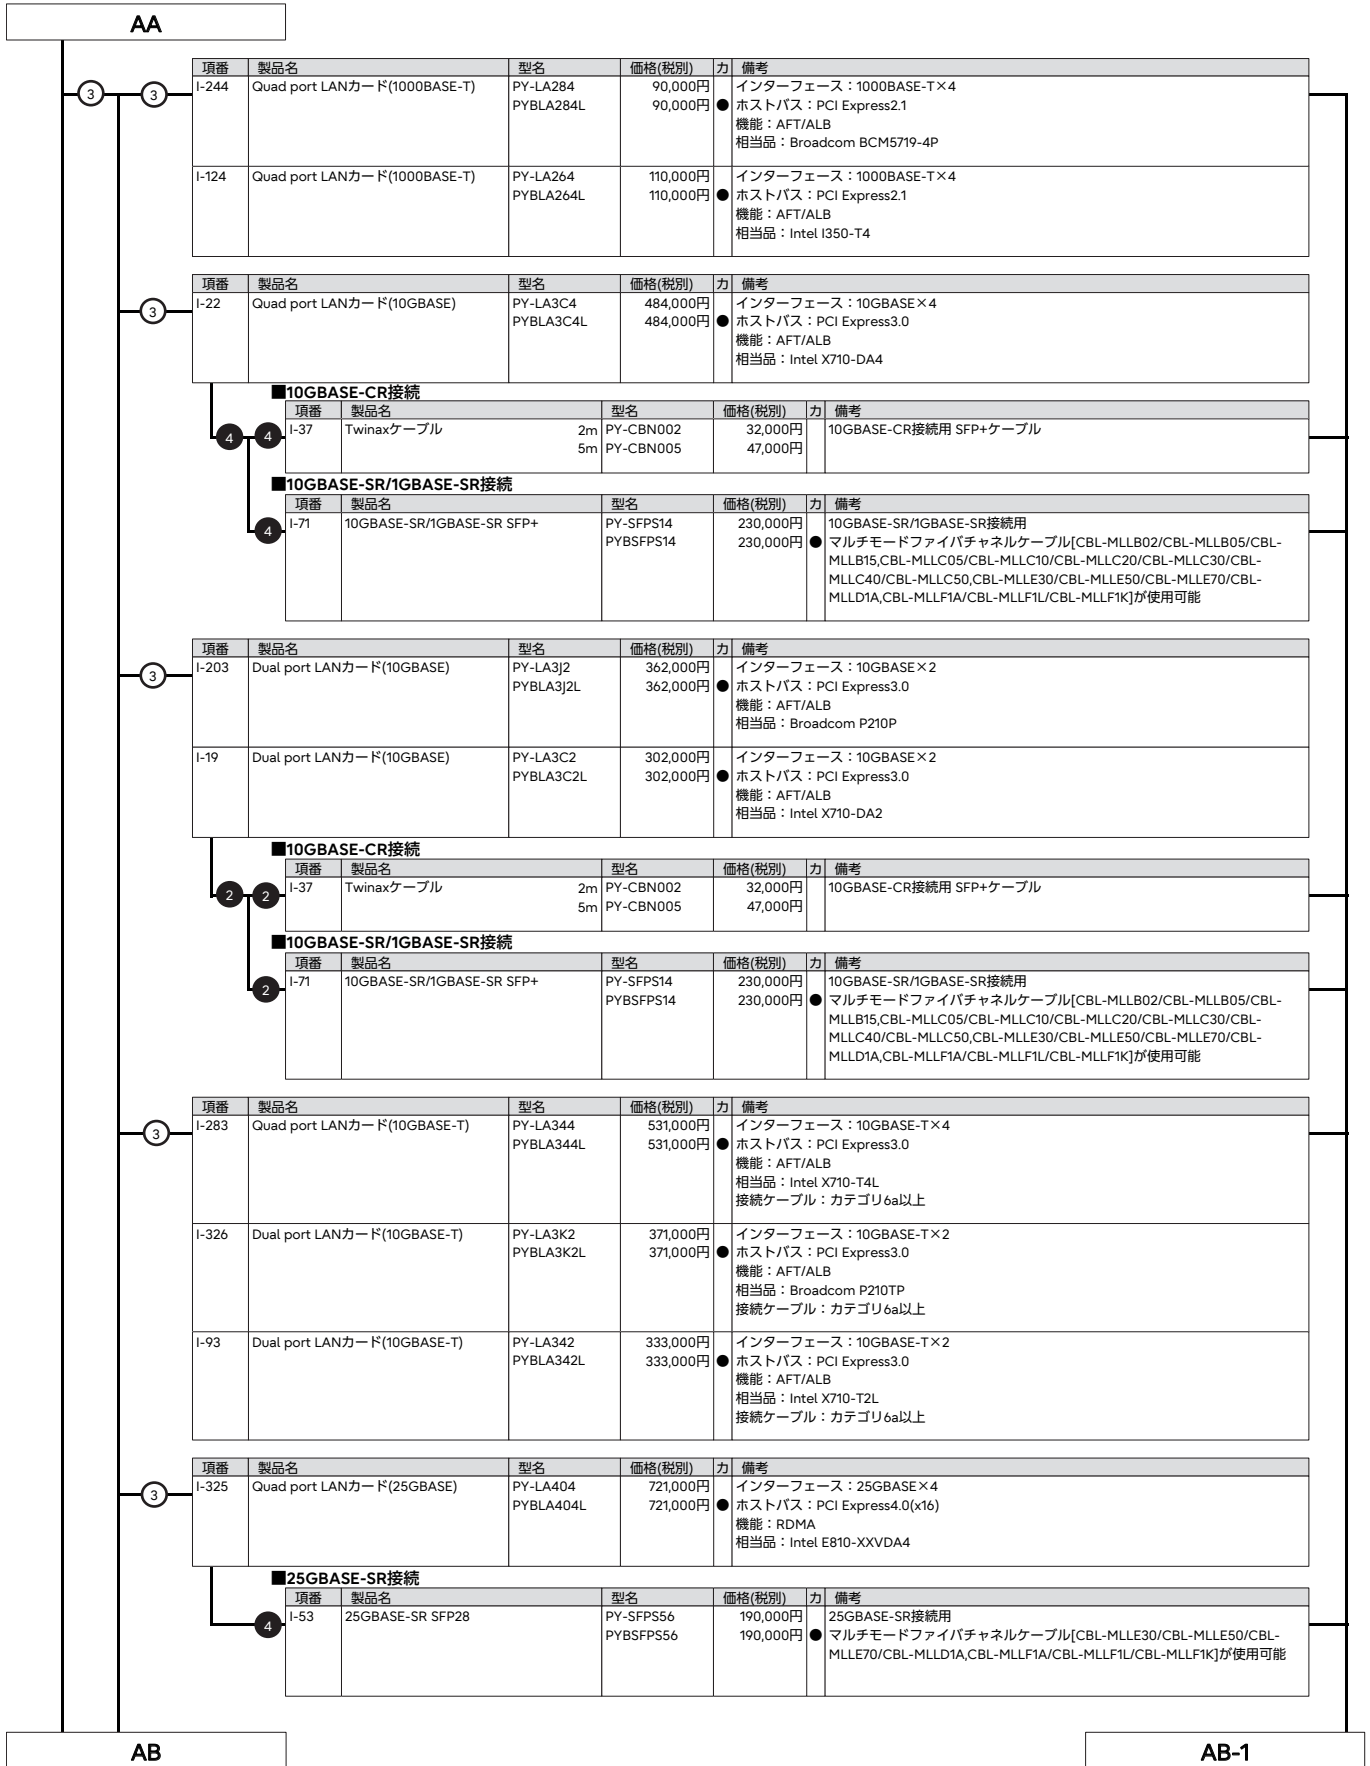 AA
項番 製品名 型名 価格(税別) カ 備考
3 3 I-244 Quad port LANカード(1000BASE-T) PY-LA284 90,000円 インターフェース：1000BASE-T×4
PYBLA284L 90,000円 ● ホストバス：PCI Express2.1
機能：AFT/ALB
相当品：Broadcom BCM5719-4P
I-124 Quad port LANカード(1000BASE-T) PY-LA264 110,000円 インターフェース：1000BASE-T×4
PYBLA264L 110,000円 ● ホストバス：PCI Express2.1
機能：AFT/ALB
相当品：Intel I350-T4
項番 製品名 型名 価格(税別) カ 備考
3 I-22 Quad port LANカード(10GBASE) PY-LA3C4 484,000円 インターフェース：10GBASE×4
PYBLA3C4L 484,000円 ● ホストバス：PCI Express3.0
機能：AFT/ALB
相当品：Intel X710-DA4
■10GBASE-CR接続
項番 製品名 型名 価格(税別) カ 備考
4 4 I-37 Twinaxケーブル 2m PY-CBN002 32,000円 10GBASE-CR接続用 SFP+ケーブル
5m PY-CBN005 47,000円
■10GBASE-SR/1GBASE-SR接続
項番 製品名 型名 価格(税別) カ 備考
4 I-71 10GBASE-SR/1GBASE-SR SFP+ PY-SFPS14 230,000円 10GBASE-SR/1GBASE-SR接続用
PYBSFPS14 230,000円 ● マルチモードファイバチャネルケーブル[CBL-MLLB02/CBL-MLLB05/CBL-
MLLB15,CBL-MLLC05/CBL-MLLC10/CBL-MLLC20/CBL-MLLC30/CBL-
MLLC40/CBL-MLLC50,CBL-MLLE30/CBL-MLLE50/CBL-MLLE70/CBL-
MLLD1A,CBL-MLLF1A/CBL-MLLF1L/CBL-MLLF1K]が使用可能
項番 製品名 型名 価格(税別) カ 備考
3 I-203 Dual port LANカード(10GBASE) PY-LA3J2 362,000円 インターフェース：10GBASE×2
PYBLA3J2L 362,000円 ● ホストバス：PCI Express3.0
機能：AFT/ALB
相当品：Broadcom P210P
I-19 Dual port LANカード(10GBASE) PY-LA3C2 302,000円 インターフェース：10GBASE×2
PYBLA3C2L 302,000円 ● ホストバス：PCI Express3.0
機能：AFT/ALB
相当品：Intel X710-DA2
■10GBASE-CR接続
項番 製品名 型名 価格(税別) カ 備考
2 2 I-37 Twinaxケーブル 2m PY-CBN002 32,000円 10GBASE-CR接続用 SFP+ケーブル
5m PY-CBN005 47,000円
■10GBASE-SR/1GBASE-SR接続
項番 製品名 型名 価格(税別) カ 備考
2 I-71 10GBASE-SR/1GBASE-SR SFP+ PY-SFPS14 230,000円 10GBASE-SR/1GBASE-SR接続用
PYBSFPS14 230,000円 ● マルチモードファイバチャネルケーブル[CBL-MLLB02/CBL-MLLB05/CBL-
MLLB15,CBL-MLLC05/CBL-MLLC10/CBL-MLLC20/CBL-MLLC30/CBL-
MLLC40/CBL-MLLC50,CBL-MLLE30/CBL-MLLE50/CBL-MLLE70/CBL-
MLLD1A,CBL-MLLF1A/CBL-MLLF1L/CBL-MLLF1K]が使用可能
項番 製品名 型名 価格(税別) カ 備考
3 I-283 Quad port LANカード(10GBASE-T) PY-LA344 531,000円 インターフェース：10GBASE-T×4
PYBLA344L 531,000円 ● ホストバス：PCI Express3.0
機能：AFT/ALB
相当品：Intel X710-T4L
接続ケーブル：カテゴリ6a以上
I-326 Dual port LANカード(10GBASE-T) PY-LA3K2 371,000円 インターフェース：10GBASE-T×2
PYBLA3K2L 371,000円 ● ホストバス：PCI Express3.0
機能：AFT/ALB
相当品：Broadcom P210TP
接続ケーブル：カテゴリ6a以上
I-93 Dual port LANカード(10GBASE-T) PY-LA342 333,000円 インターフェース：10GBASE-T×2
PYBLA342L 333,000円 ● ホストバス：PCI Express3.0
機能：AFT/ALB
相当品：Intel X710-T2L
接続ケーブル：カテゴリ6a以上
項番 製品名 型名 価格(税別) カ 備考
3 I-325 Quad port LANカード(25GBASE) PY-LA404 721,000円 インターフェース：25GBASE×4
PYBLA404L 721,000円 ● ホストバス：PCI Express4.0(x16)
機能：RDMA
相当品：Intel E810-XXVDA4
■25GBASE-SR接続
項番 製品名 型名 価格(税別) カ 備考
4 I-53 25GBASE-SR SFP28 PY-SFPS56 190,000円 25GBASE-SR接続用
PYBSFPS56 190,000円 ● マルチモードファイバチャネルケーブル[CBL-MLLE30/CBL-MLLE50/CBL-
MLLE70/CBL-MLLD1A,CBL-MLLF1A/CBL-MLLF1L/CBL-MLLF1K]が使用可能
AB AB-1